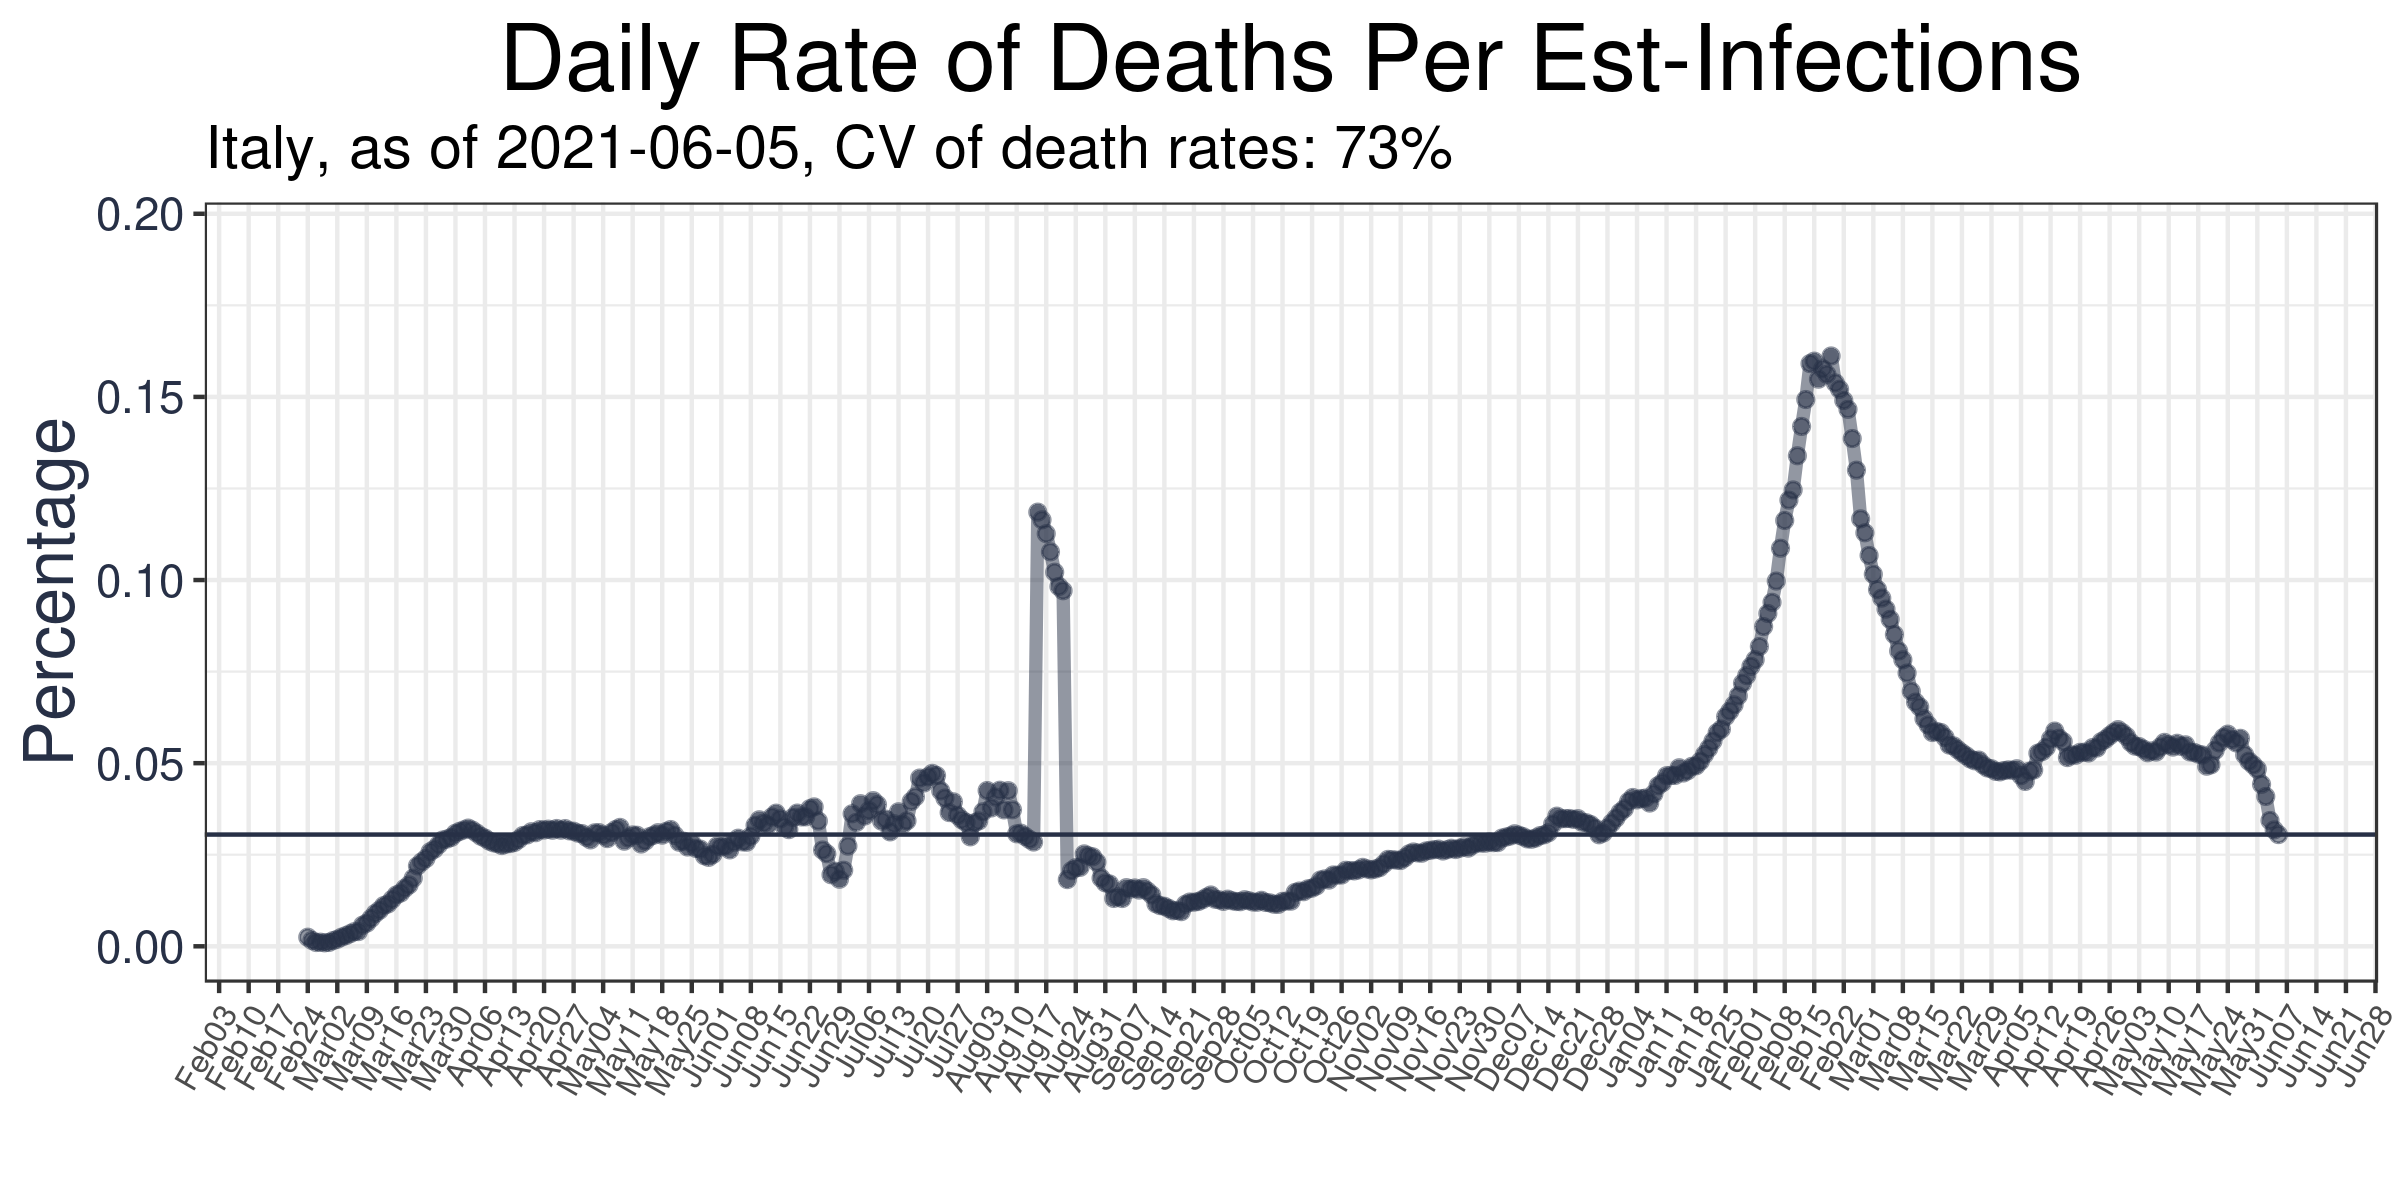 Daily Rate of Deaths Per Est-Infections
Italy, as of 2021-06-05, CV of death rates: 73%
Percentage
0.20
0.15
0.10
0.05
0.00
Feb03
Feb10
Feb17
Feb24
Mar02
Mar09
Mar16
Mar23
Mar30
Apr06
Apr13
Apr20
Apr27
May04
May11
May18
May25
Jun01
Jun08
Jun15
Jun22
Jun29
Jul06
Jul13
Jul20
Jul27
Aug03
Aug10
Aug17
Aug24
Aug31
Sep07
Sep14
Sep21
Sep28
Oct05
Oct12
Oct19
Oct26
Nov02
Nov09
Nov16
Nov23
Nov30
Dec07
Dec14
Dec21
Dec28
Jan04
Jan11
Jan18
Jan25
Feb01
Feb08
Feb15
Feb22
Mar01
Mar08
Mar15
Mar22
Mar29
Apr05
Apr12
Apr19
Apr26
May03
May10
May17
May24
May31
Jun07
Jun14
Jun21
Jun28